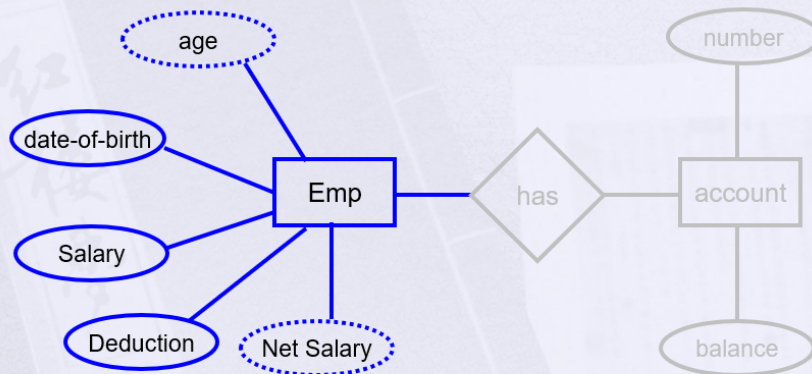 age
number
date-of-birth
Emp
has
account
Salary
Deduction
Net Salary
balance